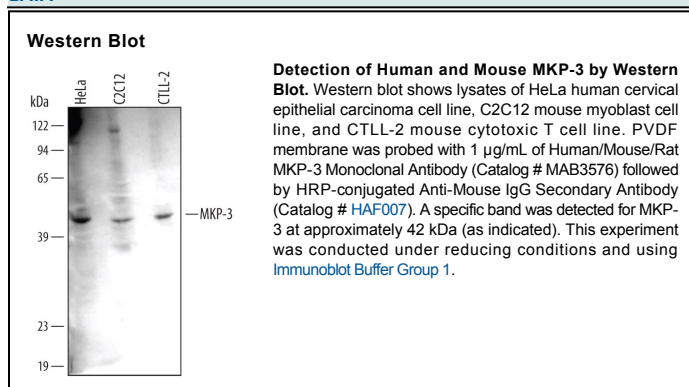 Western Blot
kDa
HeLa
C2C12
CTLL-2
122
94
65
39
23
19
MKP-3
Detection of Human and Mouse MKP-3 by Western
Blot. Western blot shows lysates of HeLa human cervical
epithelial carcinoma cell line, C2C12 mouse myoblast cell
line, and CTLL-2 mouse cytotoxic T cell line. PVDF
membrane was probed with 1 µg/mL of Human/Mouse/Rat
MKP-3 Monoclonal Antibody (Catalog # MAB3576) followed
by HRP-conjugated Anti-Mouse IgG Secondary Antibody
(Catalog # HAF007). A specific band was detected for MKP-
3 at approximately 42 kDa (as indicated). This experiment
was conducted under reducing conditions and using
Immunoblot Buffer Group 1.